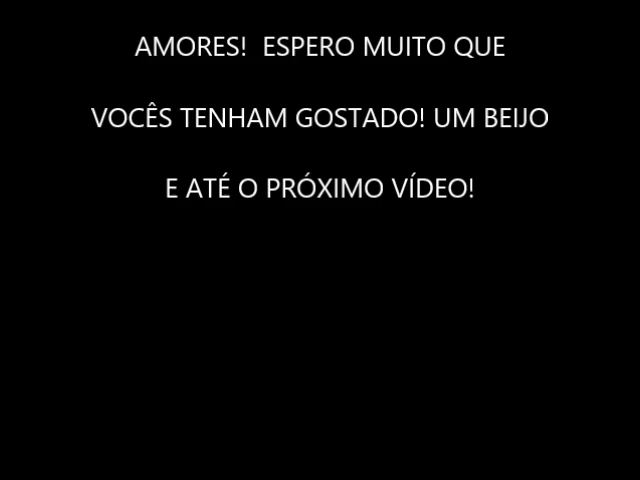 AMORES!  ESPERO MUITO QUE
VOCÊS TENHAM GOSTADO! UM BEIJO
E ATÉ O PRÓXIMO VÍDEO!